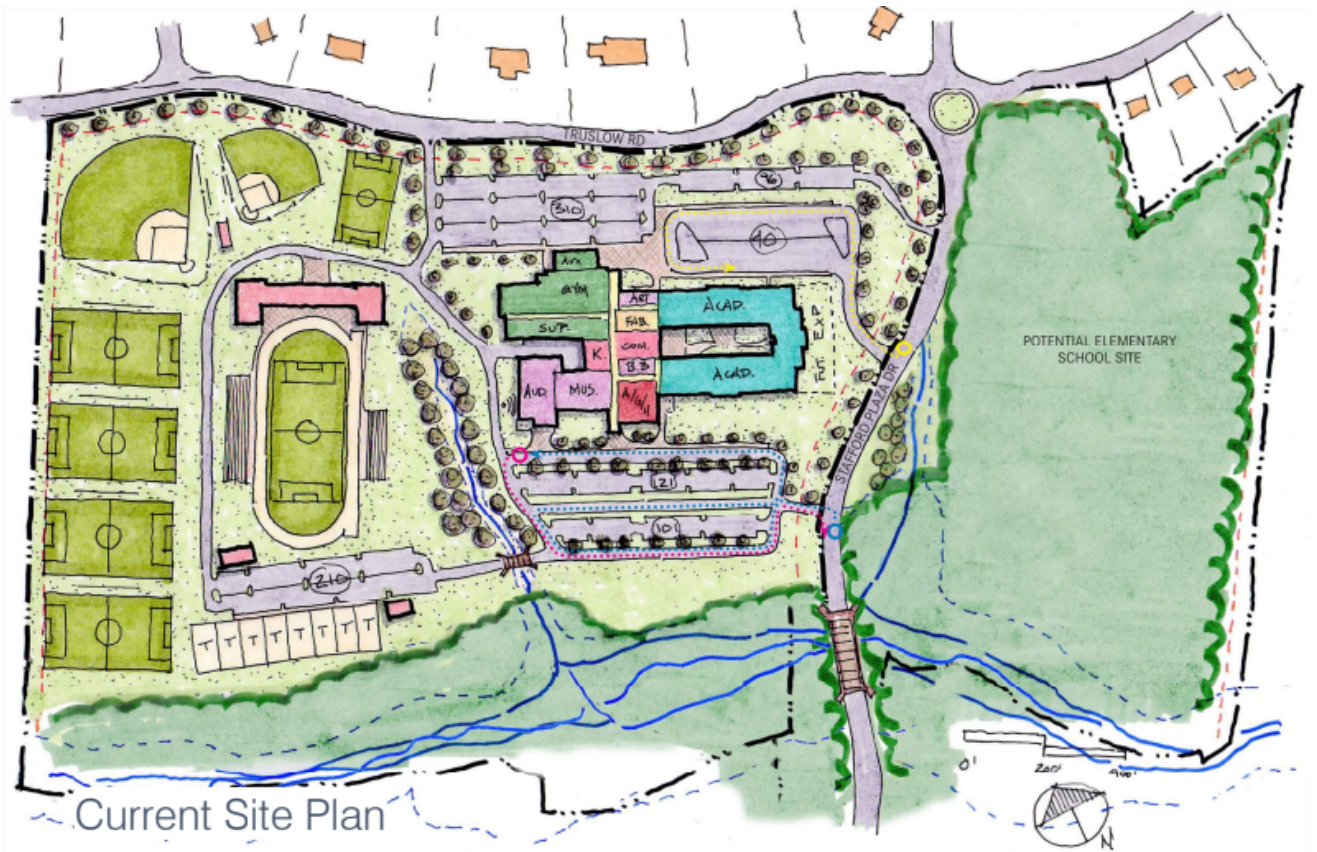 TRUSLOW RD
96
310
40
AUX
GYM
ART
ACAD.
SUP.
FAB.
COM.
K.
B.B
ACAD.
FUT. EXP
POTENTIAL ELEMENTARY
SCHOOL SITE
AUD.
MUS.
STAFFORD PLAZA DR
121
101
210
T T T T T T T T
0'
200'
400'
N
Current Site Plan